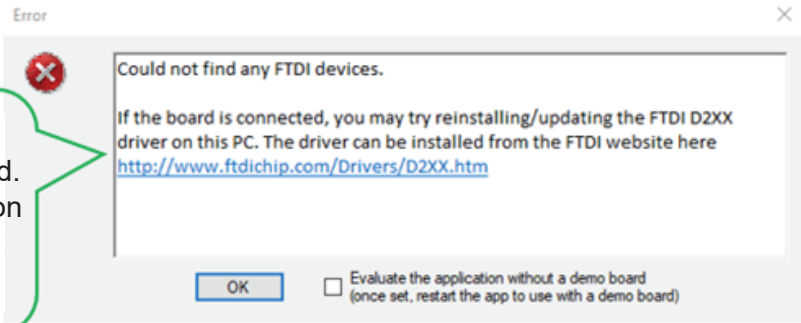 Error
Could not find any FTDI devices.
If the board is connected, you may try reinstalling/updating the FTDI D2XX
driver on this PC. The driver can be installed from the FTDI website here
http://www.ftdichip.com/Drivers/D2XX.htm
d.
on
OK
Evaluate the application without a demo board
(once set, restart the app to use with a demo board)